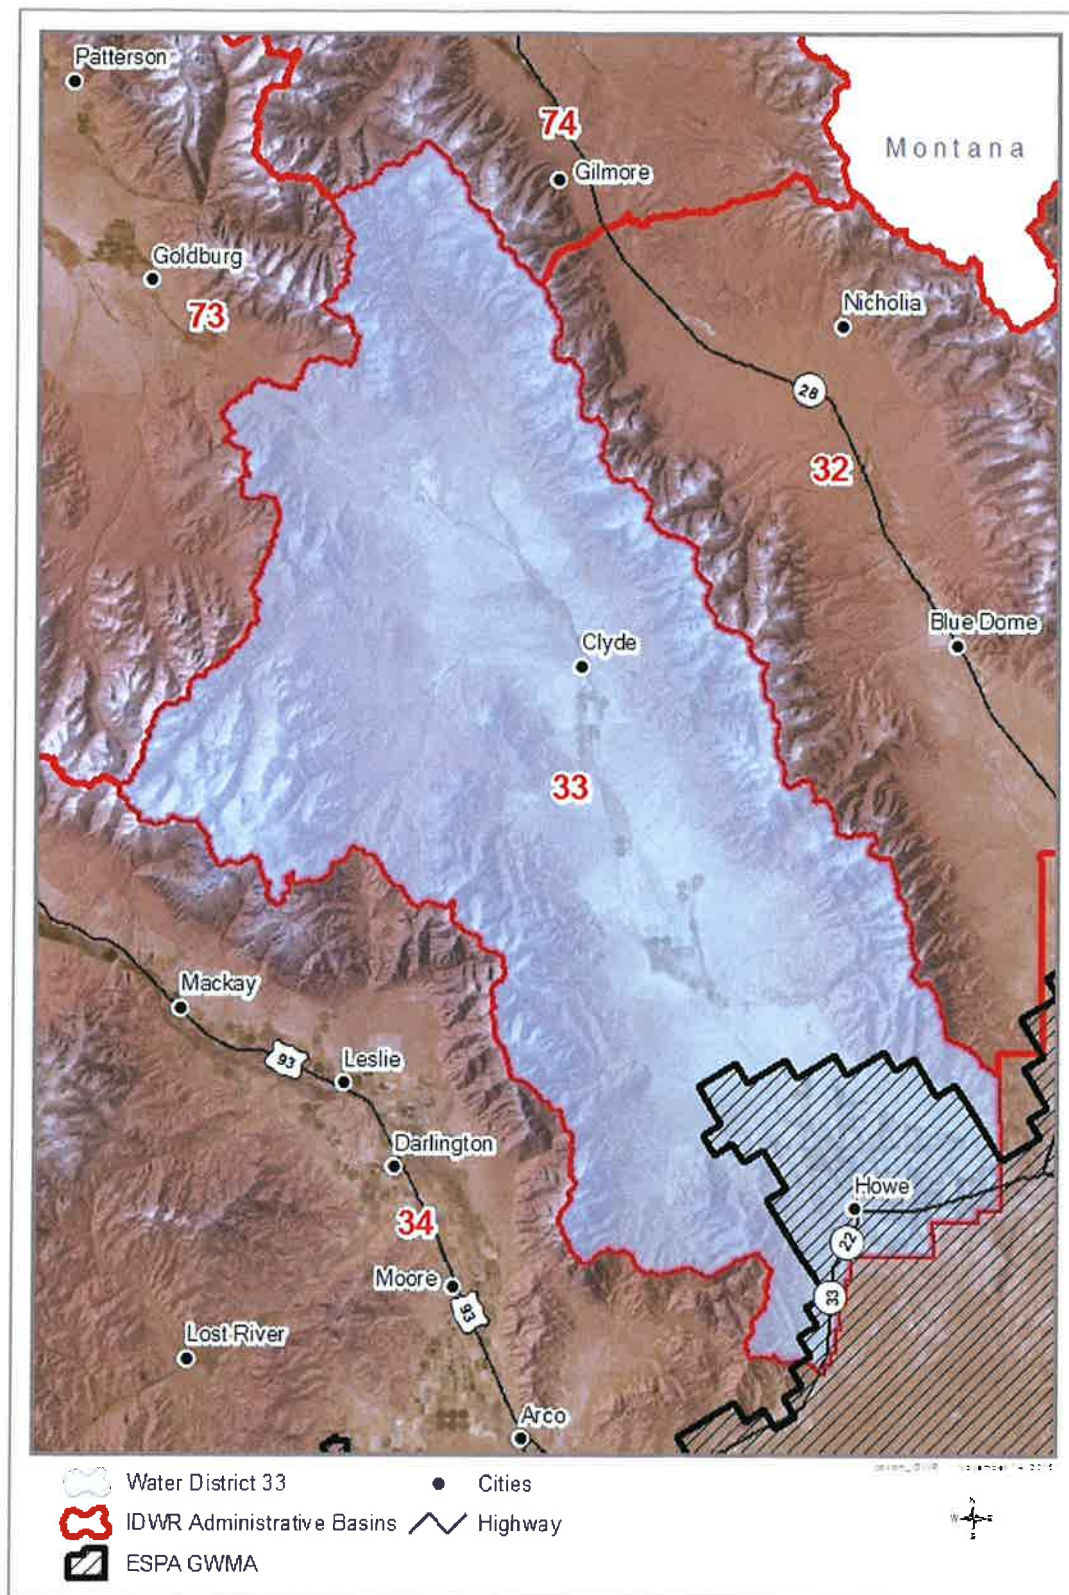 Patterson
74
Montana
Gilmore
Goldburg
73
Nicholia
28
32
Blue Dome
Clyde
33
Mackay
93
Leslie
Darlington
Howe
34
22
Moore
93
33
Lost River
Arco
Water District 33
Cities
IDWR Administrative Basins
Highway
ESPA GWMA
N
W
E
S